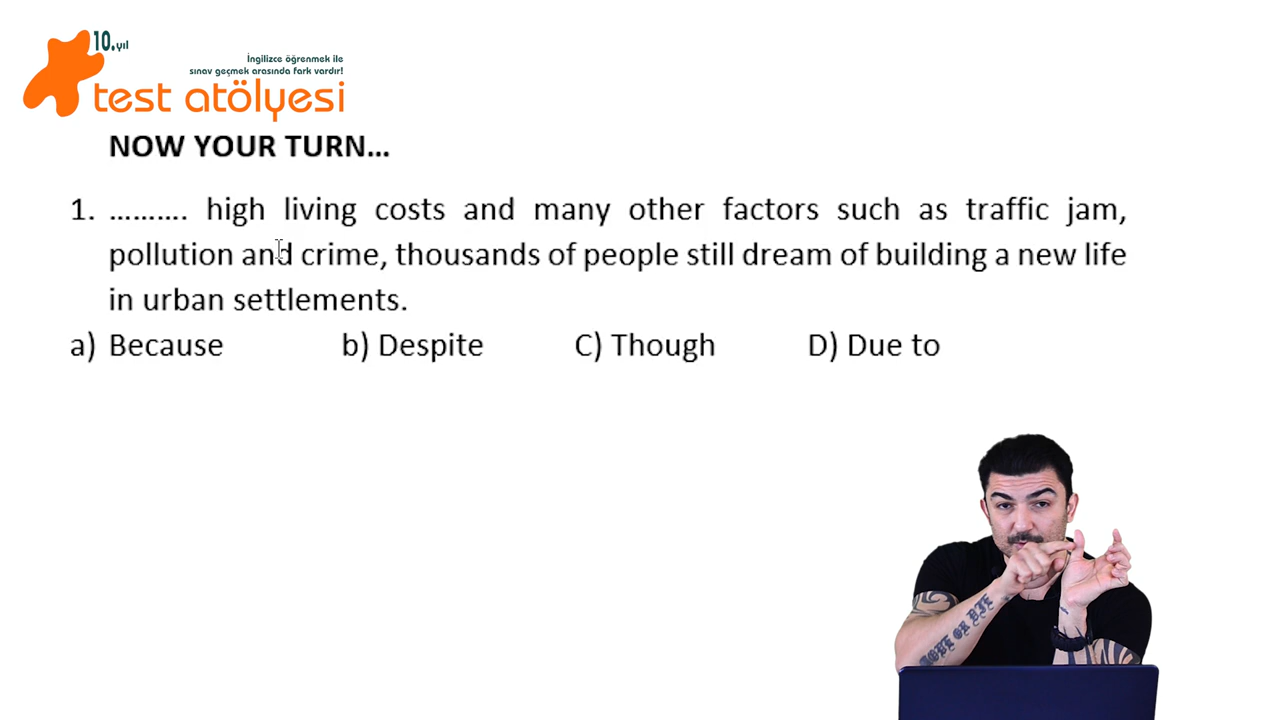 10.yıl
İngilizce öğrenmek ile
sınav geçmek arasında fark vardır!
test atölyesi
NOW YOUR TURN...
1. .......... high living costs and many other factors such as traffic jam,
pollution and crime, thousands of people still dream of building a new life
in urban settlements.
a) Because b) Despite C) Though D) Due to
OR DIE